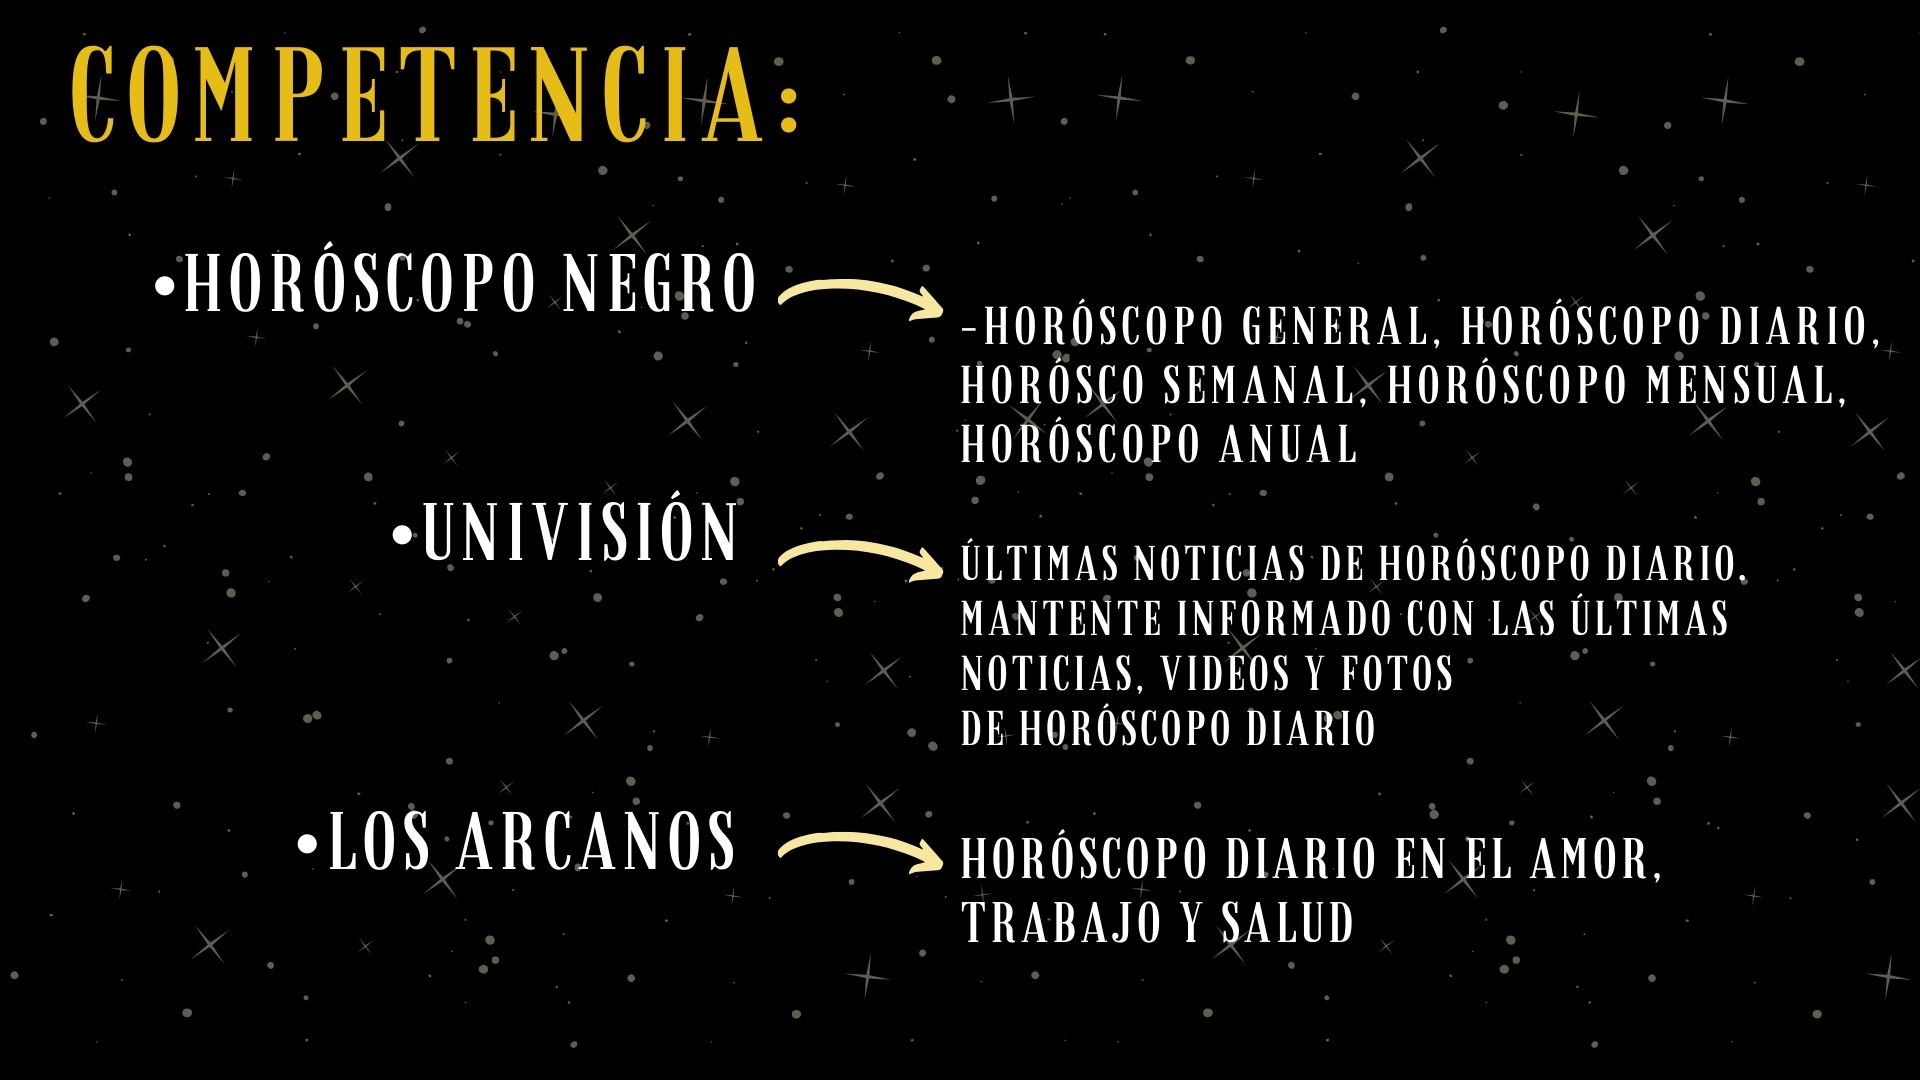 COMPETENCIA:
•HORÓSCOPO NEGRO
-HORÓSCOPO GENERAL, HORÓSCOPO DIARIO,
HORÓSCO SEMANAL, HORÓSCOPO MENSUAL,
HORÓSCOPO ANUAL
•UNIVISIÓN
ÚLTIMAS NOTICIAS DE HORÓSCOPO DIARIO.
MANTENTE INFORMADO CON LAS ÚLTIMAS
NOTICIAS, VIDEOS Y FOTOS
DE HORÓSCOPO DIARIO
•LOS ARCANOS
HORÓSCOPO DIARIO EN EL AMOR,
TRABAJO Y SALUD